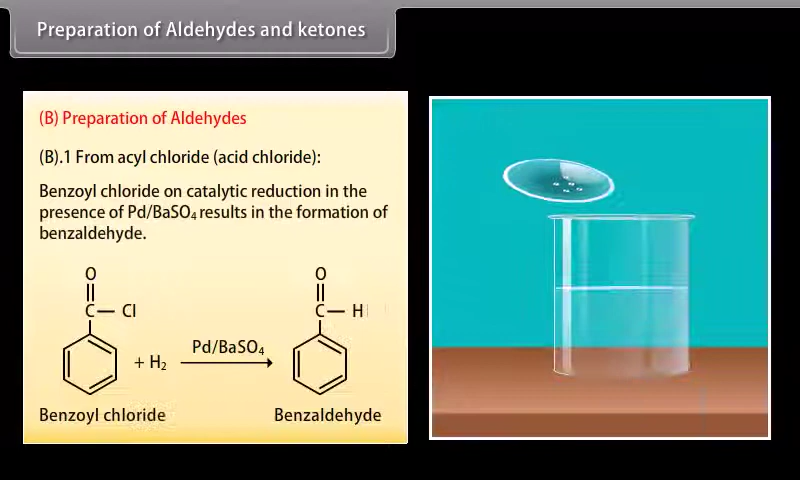 Preparation of Aldehydes and ketones
(B) Preparation of Aldehydes
(B).1 From acyl chloride (acid chloride):
Benzoyl chloride on catalytic reduction in the
presence of Pd/BaSO₄ results in the formation of
benzaldehyde.
O
O
C — Cl
C — H
Pd/BaSO₄
+ H₂
Benzoyl chloride
Benzaldehyde